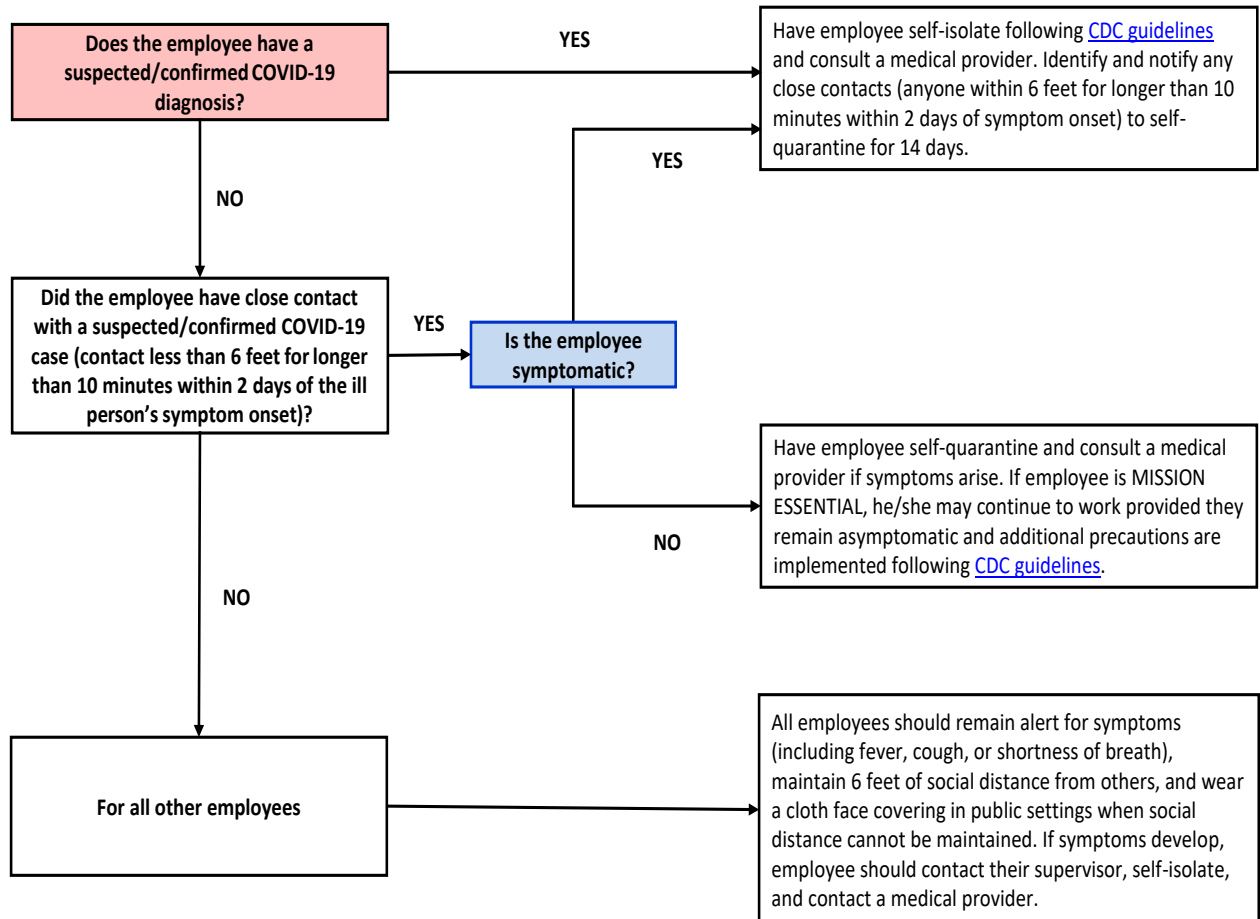 Does the employee have a
suspected/confirmed COVID-19
diagnosis?
YES
Have employee self-isolate following CDC guidelines
and consult a medical provider. Identify and notify any
close contacts (anyone within 6 feet for longer than 10
minutes within 2 days of symptom onset) to self-
quarantine for 14 days.
YES
NO
Did the employee have close contact
with a suspected/confirmed COVID-19
case (contact less than 6 feet for longer
than 10 minutes within 2 days of the ill
person’s symptom onset)?
YES
Is the employee
symptomatic?
Have employee self-quarantine and consult a medical
provider if symptoms arise. If employee is MISSION
ESSENTIAL, he/she may continue to work provided they
remain asymptomatic and additional precautions are
implemented following CDC guidelines.
NO
NO
For all other employees
All employees should remain alert for symptoms
(including fever, cough, or shortness of breath),
maintain 6 feet of social distance from others, and wear
a cloth face covering in public settings when social
distance cannot be maintained. If symptoms develop,
employee should contact their supervisor, self-isolate,
and contact a medical provider.